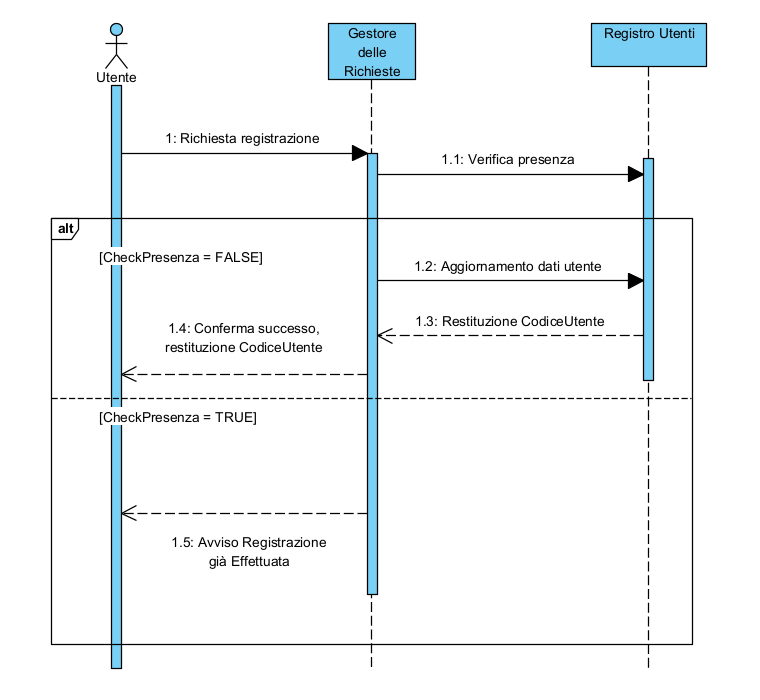 Utente
Gestore
delle
Richieste
Registro Utenti
1: Richiesta registrazione
1.1: Verifica presenza
alt
[CheckPresenza = FALSE]
1.2: Aggiornamento dati utente
1.3: Restituzione CodiceUtente
1.4: Conferma successo,
restituzione CodiceUtente
[CheckPresenza = TRUE]
1.5: Avviso Registrazione
già Effettuata